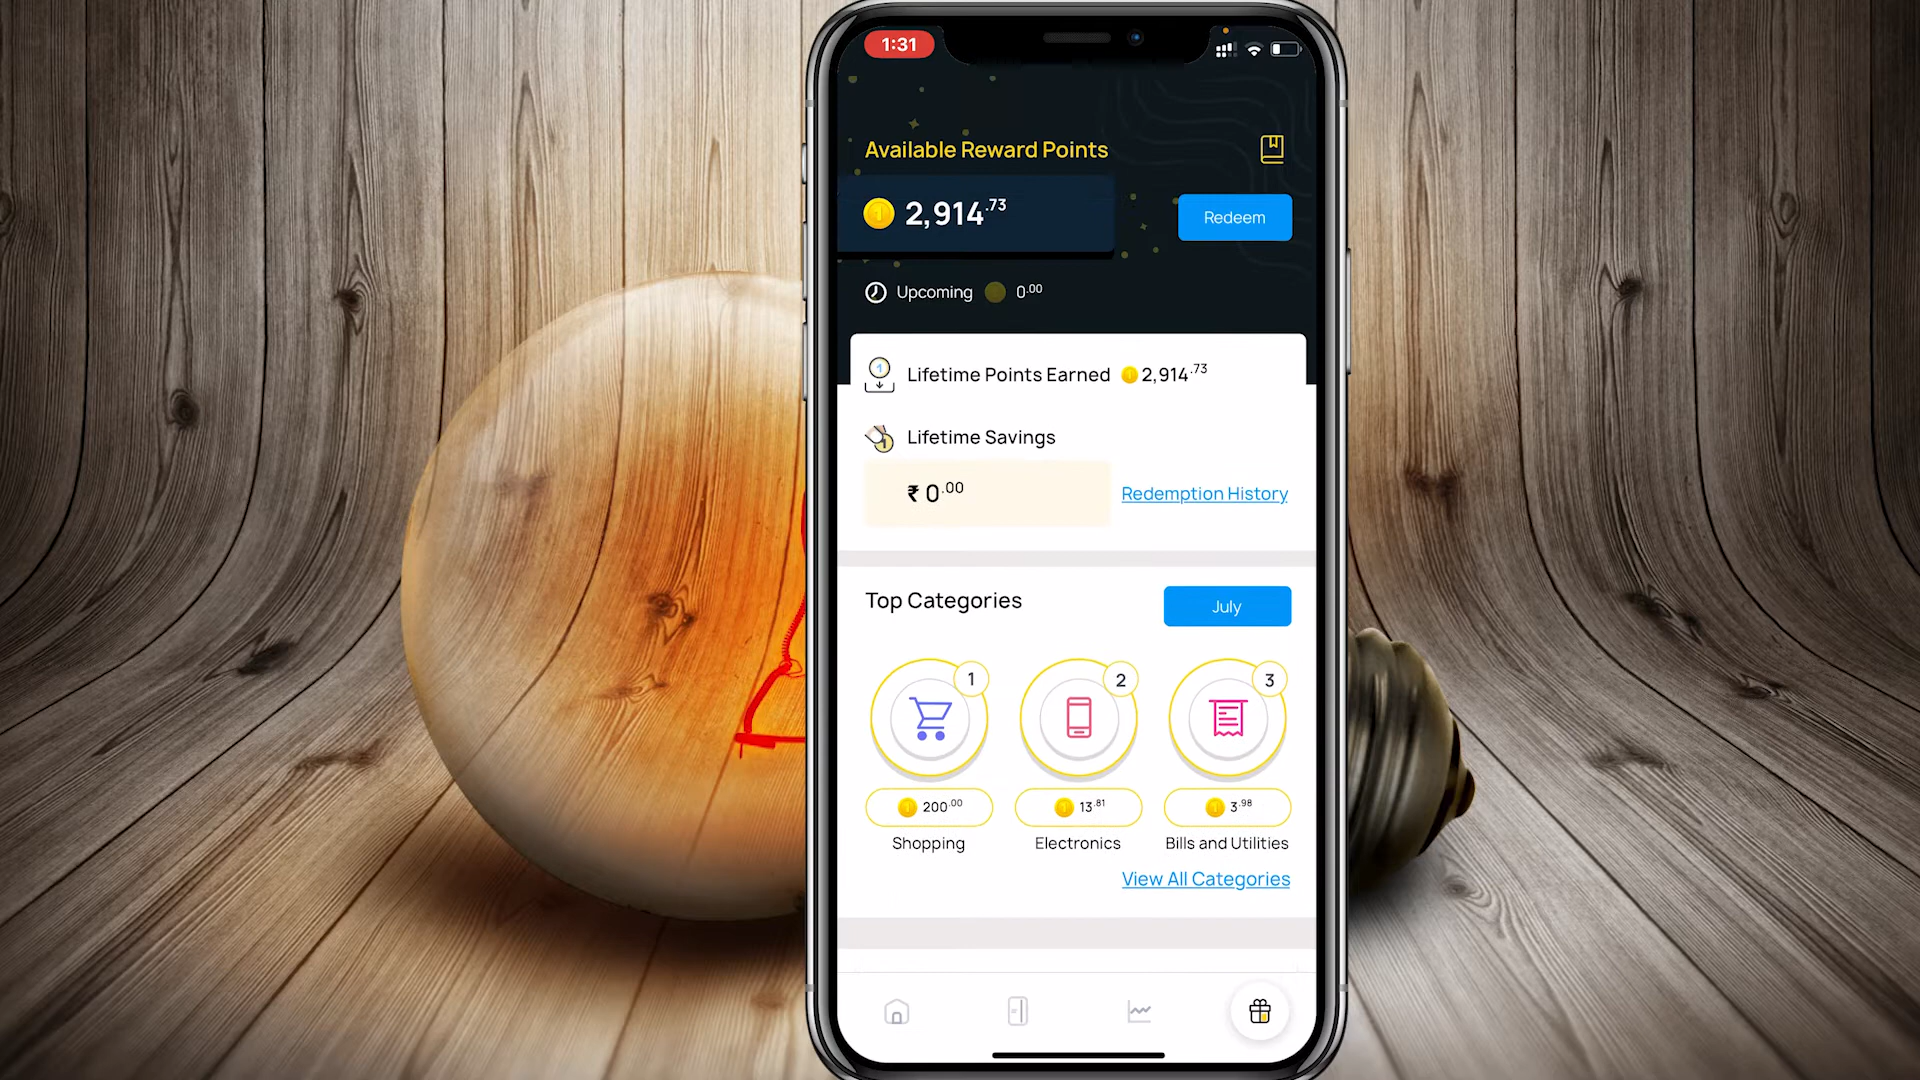 1:31
Available Reward Points
2,914.73
Redeem
Upcoming 0.00
Lifetime Points Earned 2,914.73
Lifetime Savings
₹ 0.00
Redemption History
Top Categories
July
1
2
3
200.00
13.81
3.98
Shopping
Electronics
Bills and Utilities
View All Categories